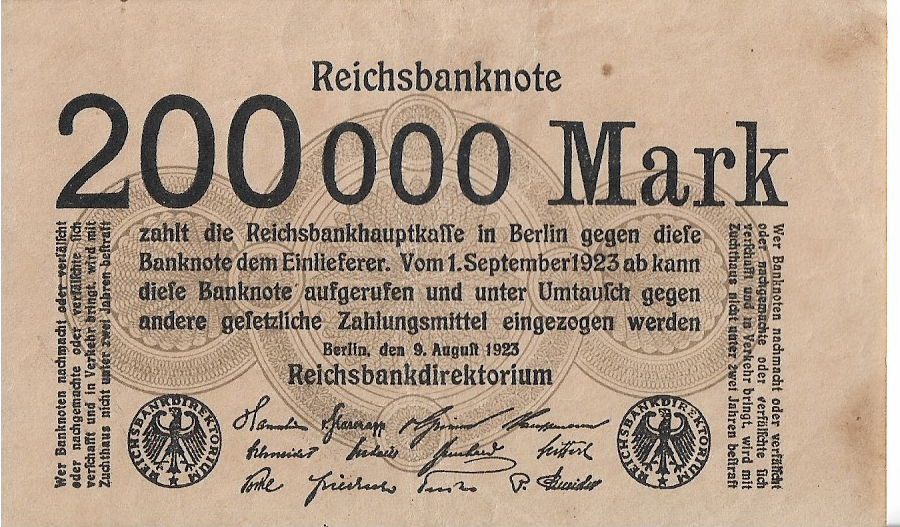 Reichsbanknote
200000 Mark
zahlt die Reichsbankhauptkaſſe in Berlin gegen dieſe
Banknote dem Einlieferer. Vom 1. September 1923 ab kann
dieſe Banknote aufgerufen und unter Umtauſch gegen
andere geſetzliche Zahlungsmittel eingezogen werden
Berlin, den 9. Auguſt 1923
Reichsbankdirektorium
Wer Banknoten nachmacht oder verfälſcht
oder nachgemachte oder verfälſchte ſich
verſchafft und in Verkehr bringt, wird mit
Zuchthaus nicht unter zwei Jahren beſtraft
Wer Banknoten nachmacht oder verfälſcht
oder nachgemachte oder verfälſchte ſich
verſchafft und in Verkehr bringt, wird mit
Zuchthaus nicht unter zwei Jahren beſtraft
v. Grimm Kauffmann
Schneider
P. Schneider
REICHSBANKDIREKTORIUM
REICHSBANKDIREKTORIUM